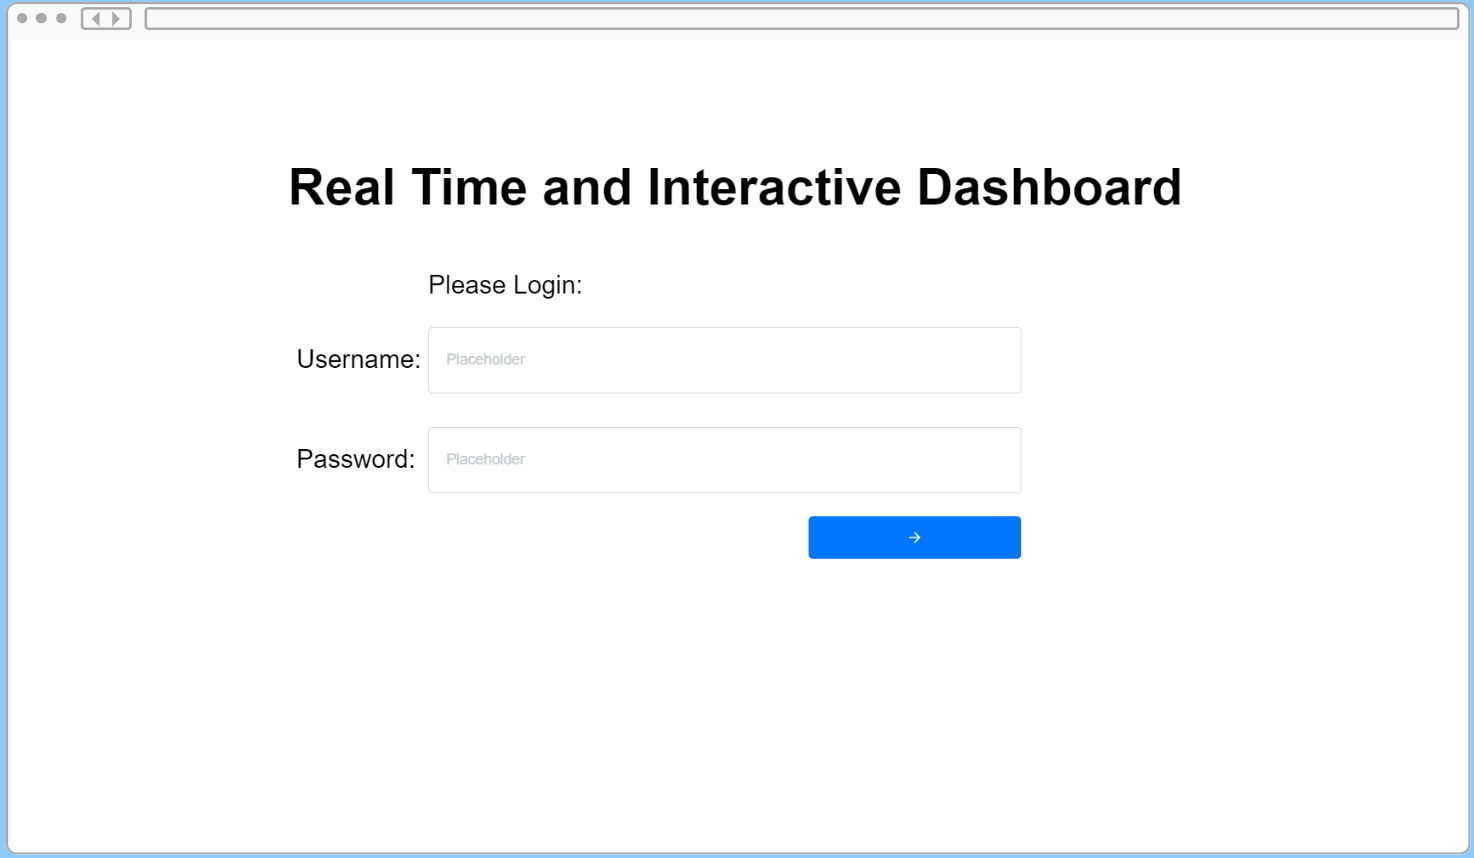 Real Time and Interactive Dashboard
Please Login:
Username: Placeholder
Password: Placeholder